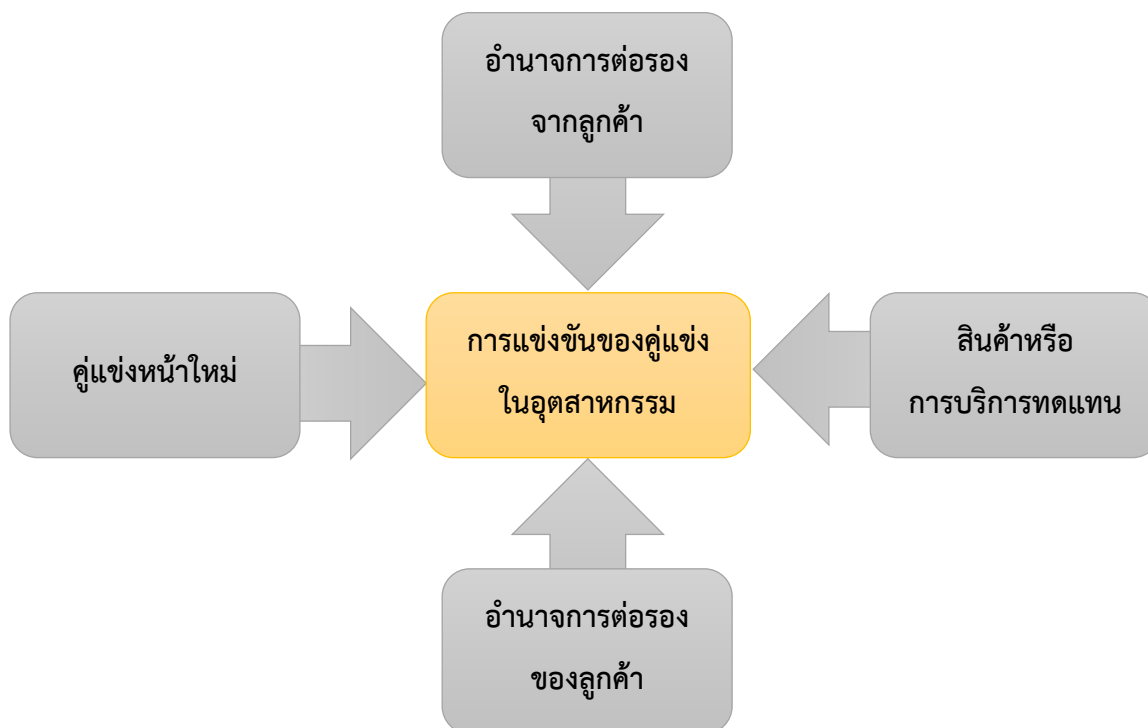 อำนาจการต่อรอง
จากลูกค้า
คู่แข่งหน้าใหม่
การแข่งขันของคู่แข่ง
ในอุตสาหกรรม
สินค้าหรือ
การบริการทดแทน
อำนาจการต่อรอง
ของลูกค้า